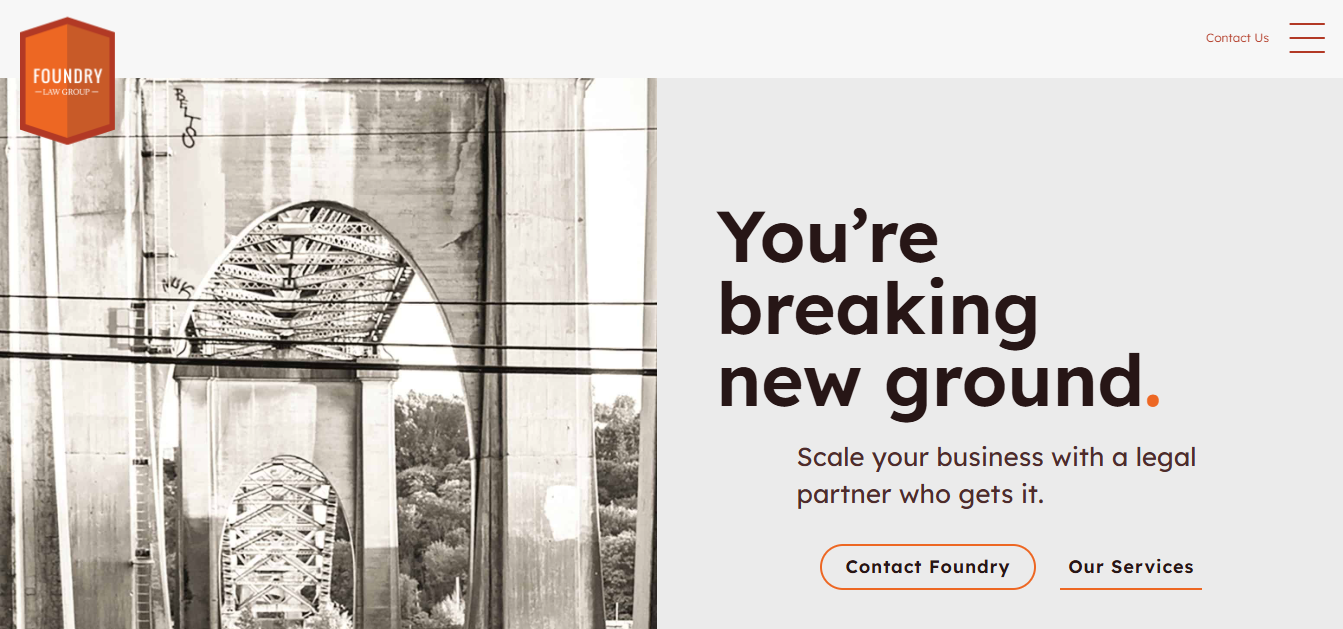 FOUNDRY
LAW GROUP
Contact Us
BELTS
You’re
breaking
new ground.
Scale your business with a legal
partner who gets it.
Contact Foundry
Our Services